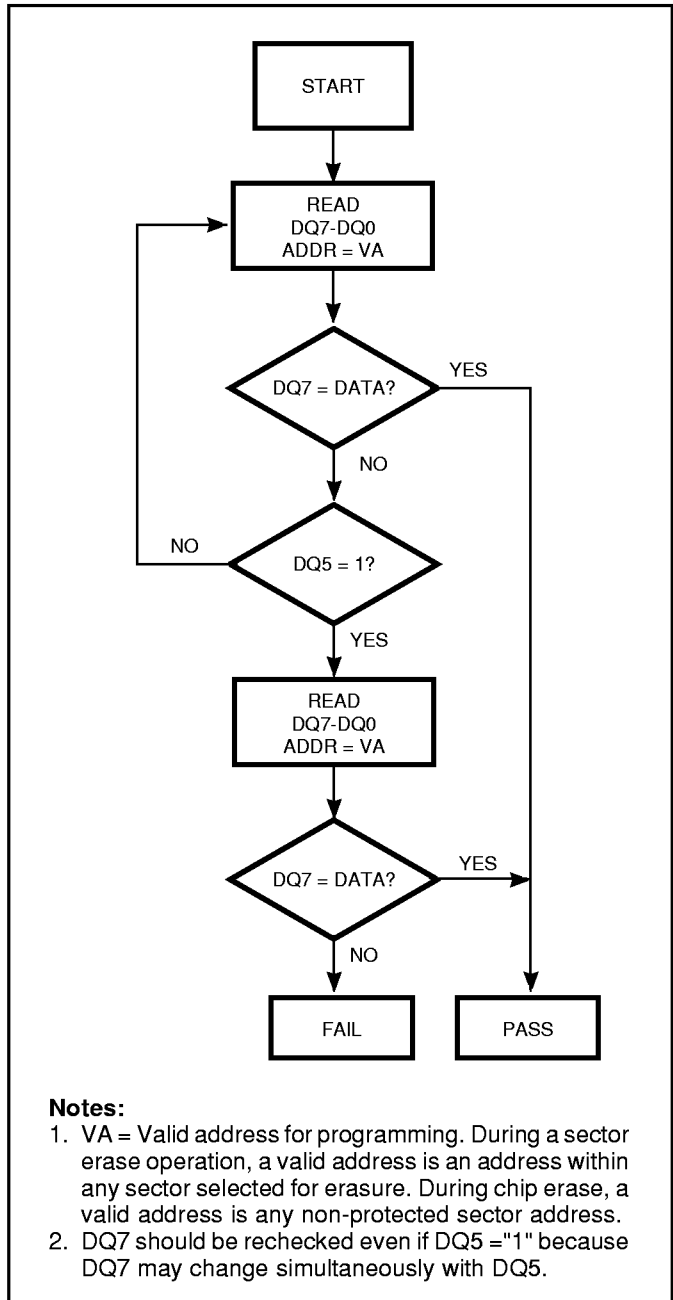 START
READ
DQ7-DQ0
ADDR = VA
DQ7 = DATA?
YES
NO
NO
DQ5 = 1?
YES
READ
DQ7-DQ0
ADDR = VA
DQ7 = DATA?
YES
NO
FAIL
PASS
Notes:
1. VA = Valid address for programming. During a sector
erase operation, a valid address is an address within
any sector selected for erasure. During chip erase, a
valid address is any non-protected sector address.
2. DQ7 should be rechecked even if DQ5 ="1" because
DQ7 may change simultaneously with DQ5.